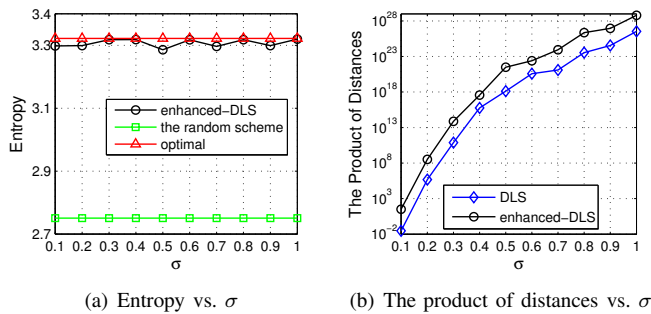 3.3
3.3
3.1
2.9
2.7
0.1 0.2 0.3 0.4 0.5 0.6 0.7 0.8 0.9 1
σ
Entropy
enhanced-DLS
the random scheme
optimal
(a) Entropy vs. σ
10^28
10^23
10^18
10^13
10^8
10^3
10^−2
0.1 0.2 0.3 0.4 0.5 0.6 0.7 0.8 0.9 1
σ
The Product of Distances
DLS
enhanced-DLS
(b) The product of distances vs. σ